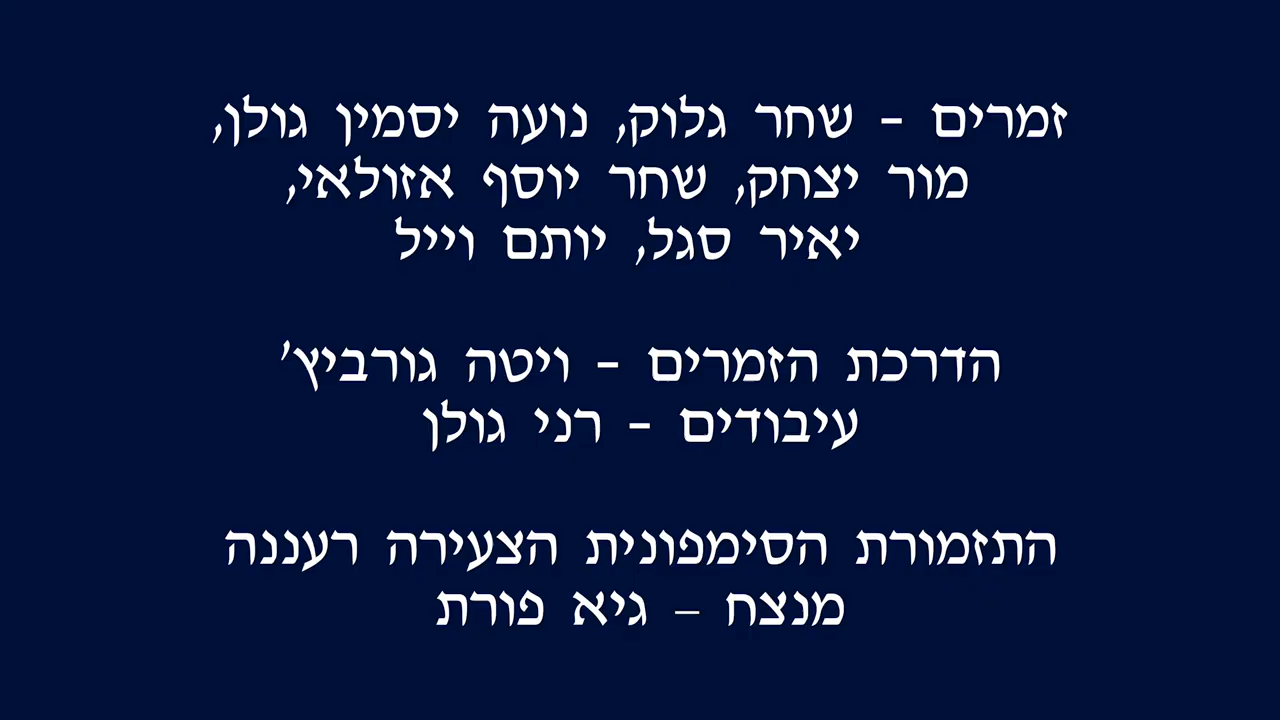 זמרים - שחר גלוק, נועה יסמין גולן,
מור יצחק, שחר יוסף אזולאי,
יאיר סגל, יותם וייל
הדרכת הזמרים - ויטה גורביץ'
עיבודים - רני גולן
התזמורת הסימפונית הצעירה רעננה
מנצח – גיא פורת